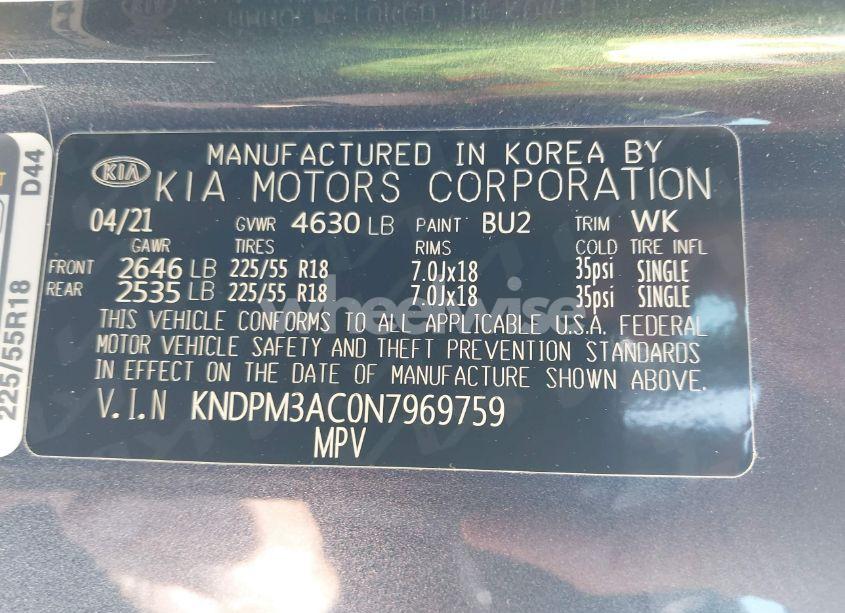 MANUFACTURED IN KOREA BY
KIA KIA MOTORS CORPORATION
04/21 GVWR 4630 LB PAINT BU2 TRIM WK
GAWR TIRES RIMS COLD TIRE INFL
FRONT 2646 LB 225/55 R18 7.0Jx18 35psi SINGLE
REAR 2535 LB 225/55 R18 7.0Jx18 35psi SINGLE
THIS VEHICLE CONFORMS TO ALL APPLICABLE U.S.A. FEDERAL
MOTOR VEHICLE SAFETY AND THEFT PREVENTION STANDARDS
IN EFFECT ON THE DATE OF MANUFACTURE SHOWN ABOVE.
V.I.N KNDPM3AC0N7969759
MPV
225/55R18
D44
wheelwise